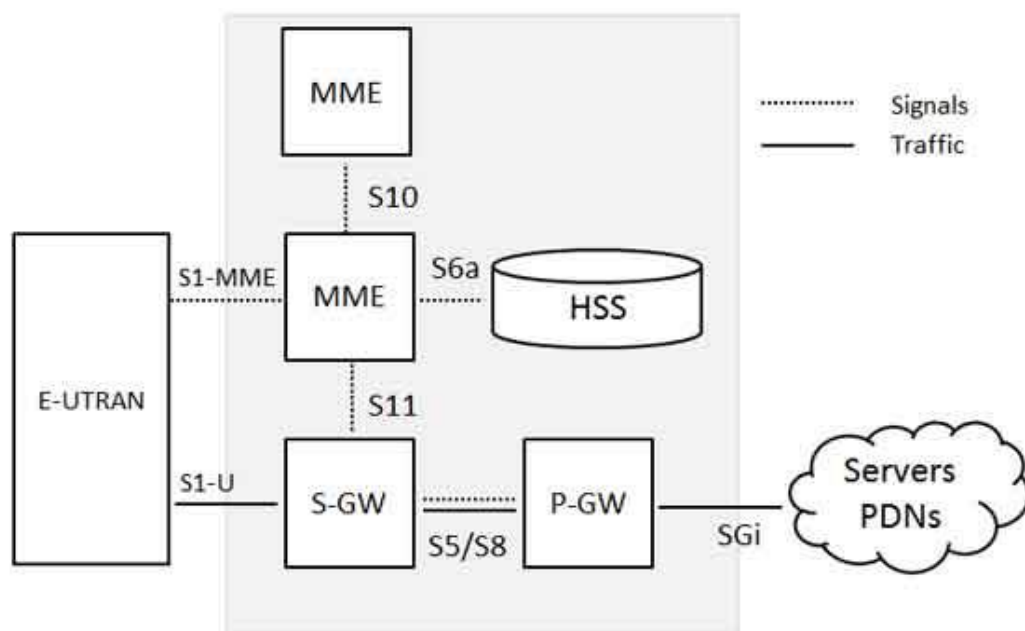 MME
Signals
Traffic
S10
S1-MME
MME
S6a
HSS
E-UTRAN
S11
S1-U
S-GW
S5/S8
P-GW
SGi
Servers
PDNs